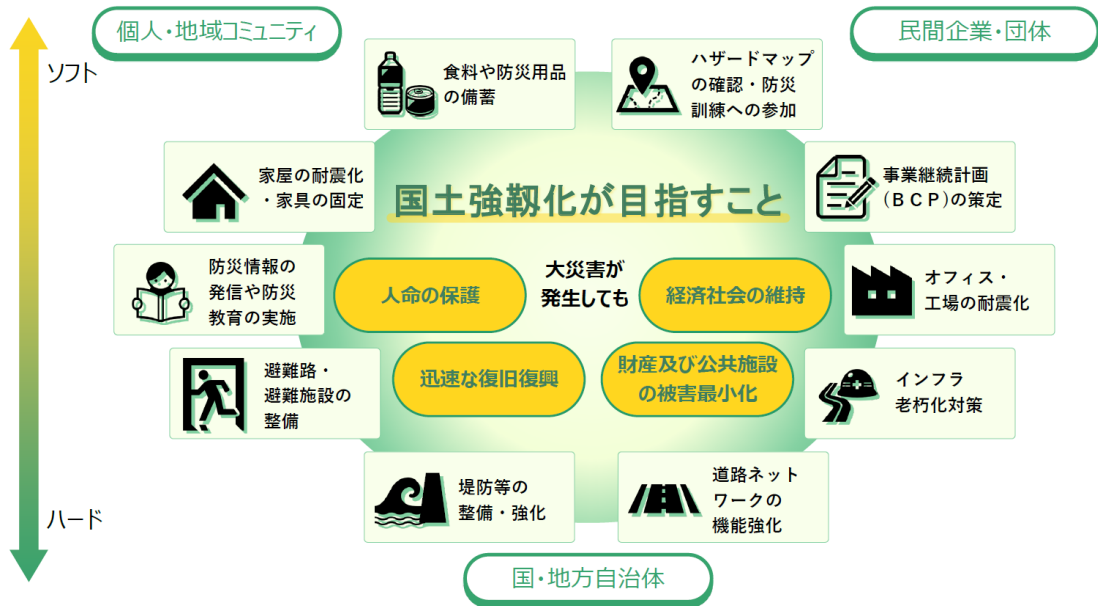 個人・地域コミュニティ
民間企業・団体
ソフト
食料や防災用品
の備蓄
ハザードマップ
の確認・防災
訓練への参加
家屋の耐震化
・家具の固定
国土強靱化が目指すこと
事業継続計画
(BCP)の策定
防災情報の
発信や防災
教育の実施
人命の保護
大災害が
発生しても
経済社会の維持
オフィス・
工場の耐震化
避難路・
避難施設の
整備
迅速な復旧復興
財産及び公共施設
の被害最小化
インフラ
老朽化対策
ハード
堤防等の
整備・強化
道路ネット
ワークの
機能強化
国・地方自治体